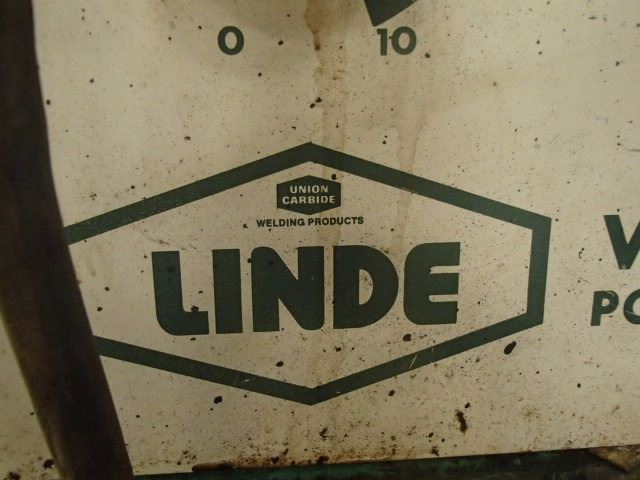 0 10
UNION
CARBIDE
WELDING PRODUCTS
LINDE